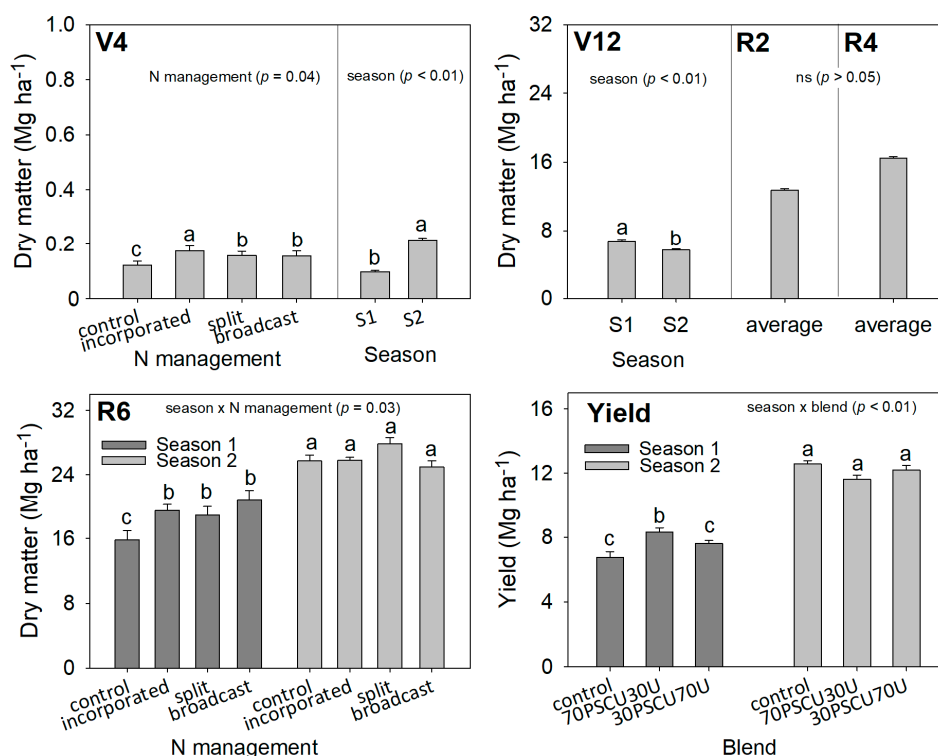 V4
N management (p = 0.04)
season (p < 0.01)
Dry matter (Mg ha-1)
1.0
0.8
0.6
0.4
0.2
0.0
c
a
b
b
b
a
control
incorporated
split
broadcast
S1
S2
N management
Season
V12
R2
R4
season (p < 0.01)
ns (p > 0.05)
Dry matter (Mg ha-1)
32
24
16
8
0
a
b
S1
S2
average
average
Season
R6
season x N management (p = 0.03)
Season 1
Season 2
Dry matter (Mg ha-1)
32
24
16
8
0
c
b
b
b
a
a
a
a
control
incorporated
split
broadcast
control
incorporated
split
broadcast
N management
Yield
season x blend (p < 0.01)
Season 1
Season 2
Yield (Mg ha-1)
16
12
8
4
0
c
b
c
a
a
a
control
70PSCU30U
30PSCU70U
control
70PSCU30U
30PSCU70U
Blend